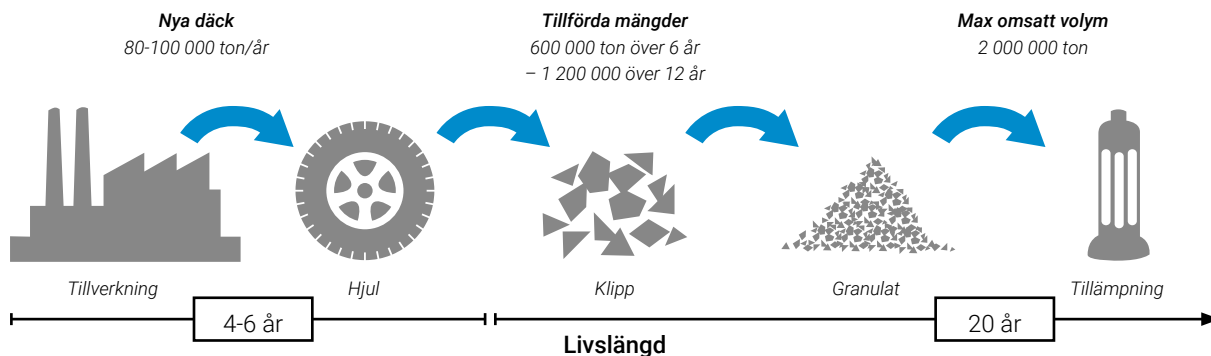 Nya däck
80-100 000 ton/år
Tillförda mängder
600 000 ton över 6 år
– 1 200 000 över 12 år
Max omsatt volym
2 000 000 ton
Tillverkning
Hjul
Klipp
Granulat
Tillämpning
4-6 år
20 år
Livslängd